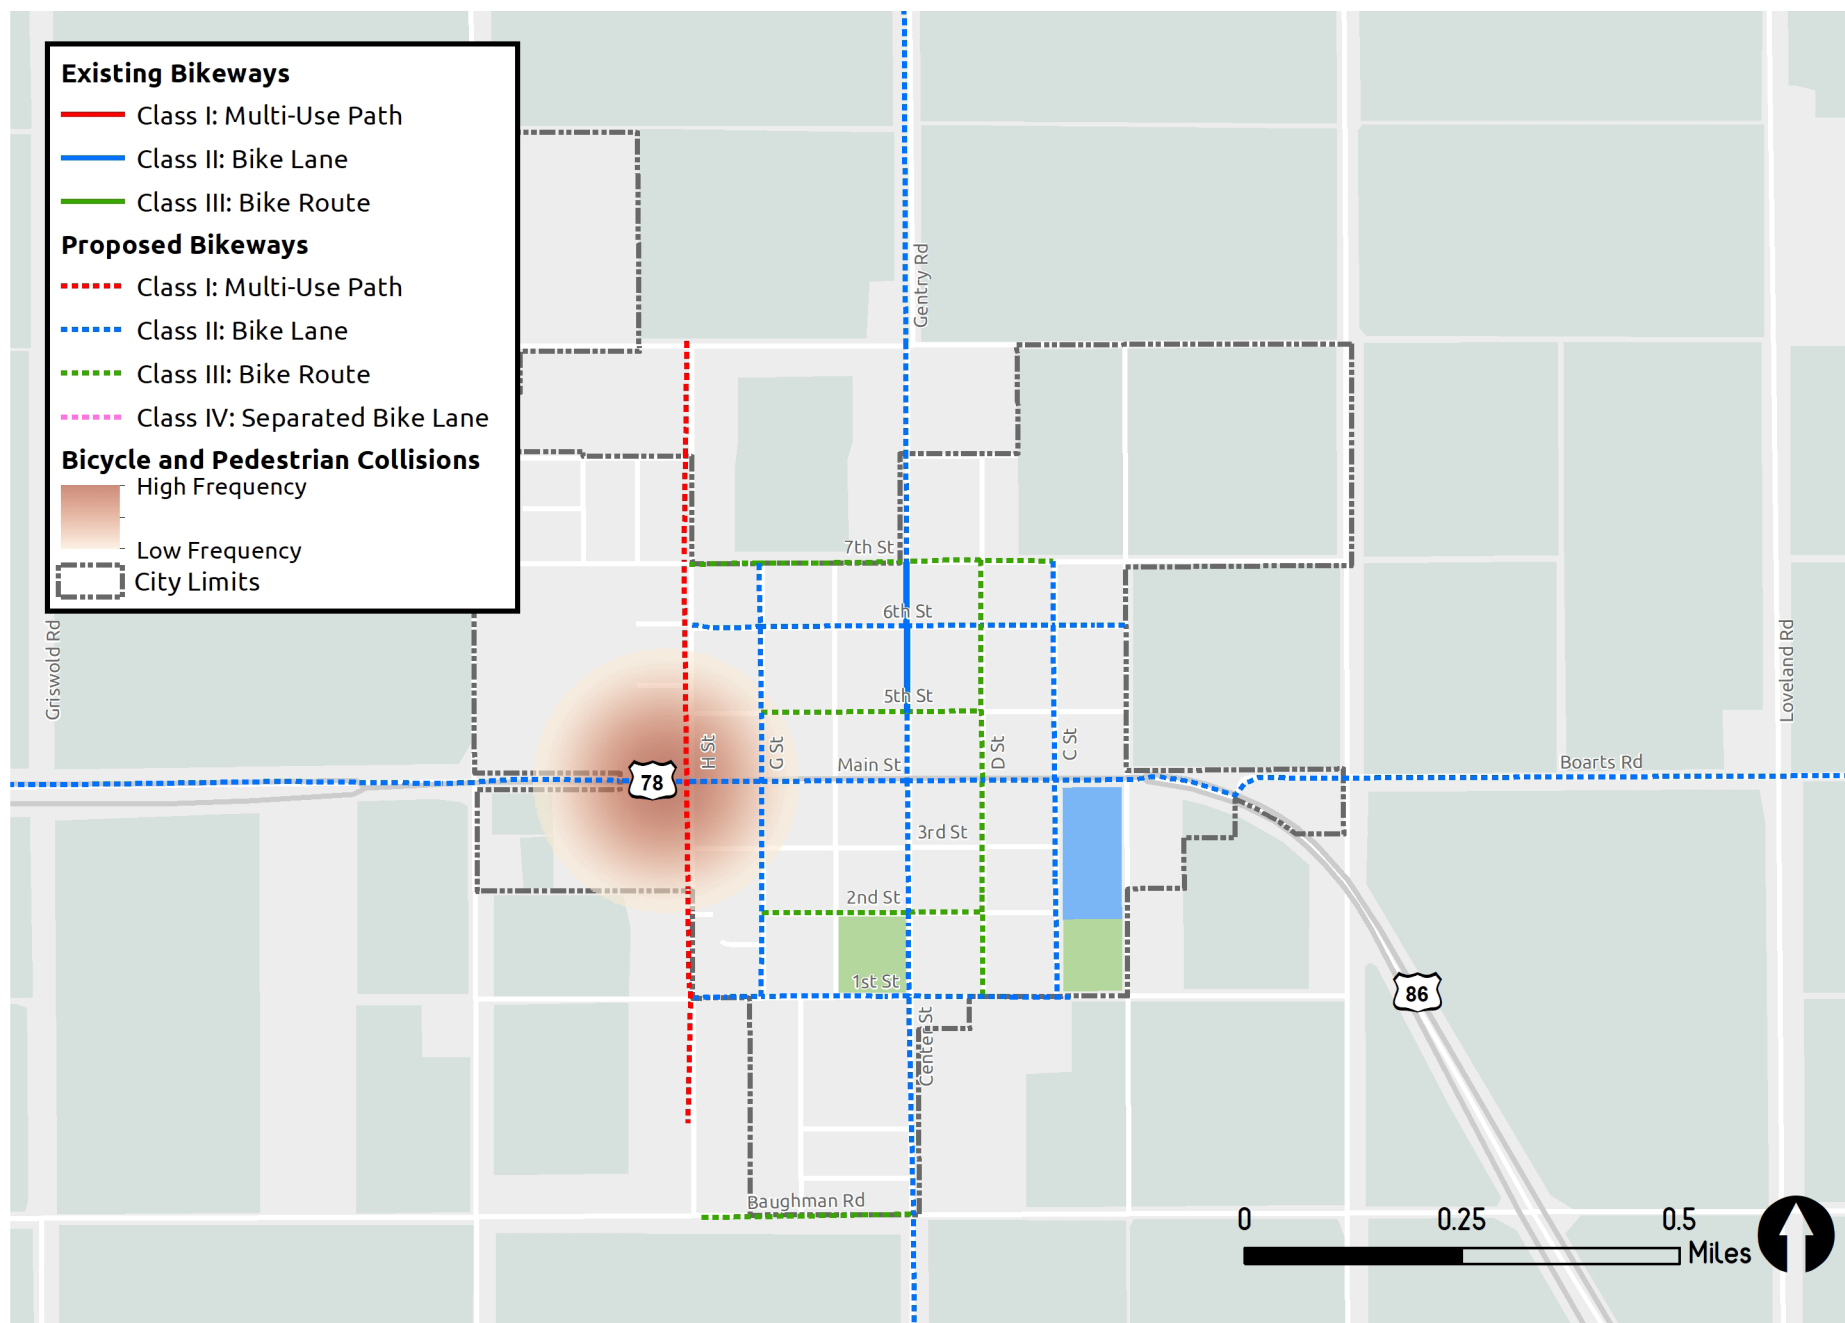 Existing Bikeways
Class I: Multi-Use Path
Class II: Bike Lane
Class III: Bike Route
Proposed Bikeways
Class I: Multi-Use Path
Class II: Bike Lane
Class III: Bike Route
Class IV: Separated Bike Lane
Bicycle and Pedestrian Collisions
High Frequency
Low Frequency
City Limits
Gentry Rd
7th St
6th St
Griswold Rd
Loveland Rd
5th St
H St
G St
D St
C St
Main St
78
Boarts Rd
3rd St
2nd St
1st St
86
Center St
Baughman Rd
0 0.25 0.5
Miles